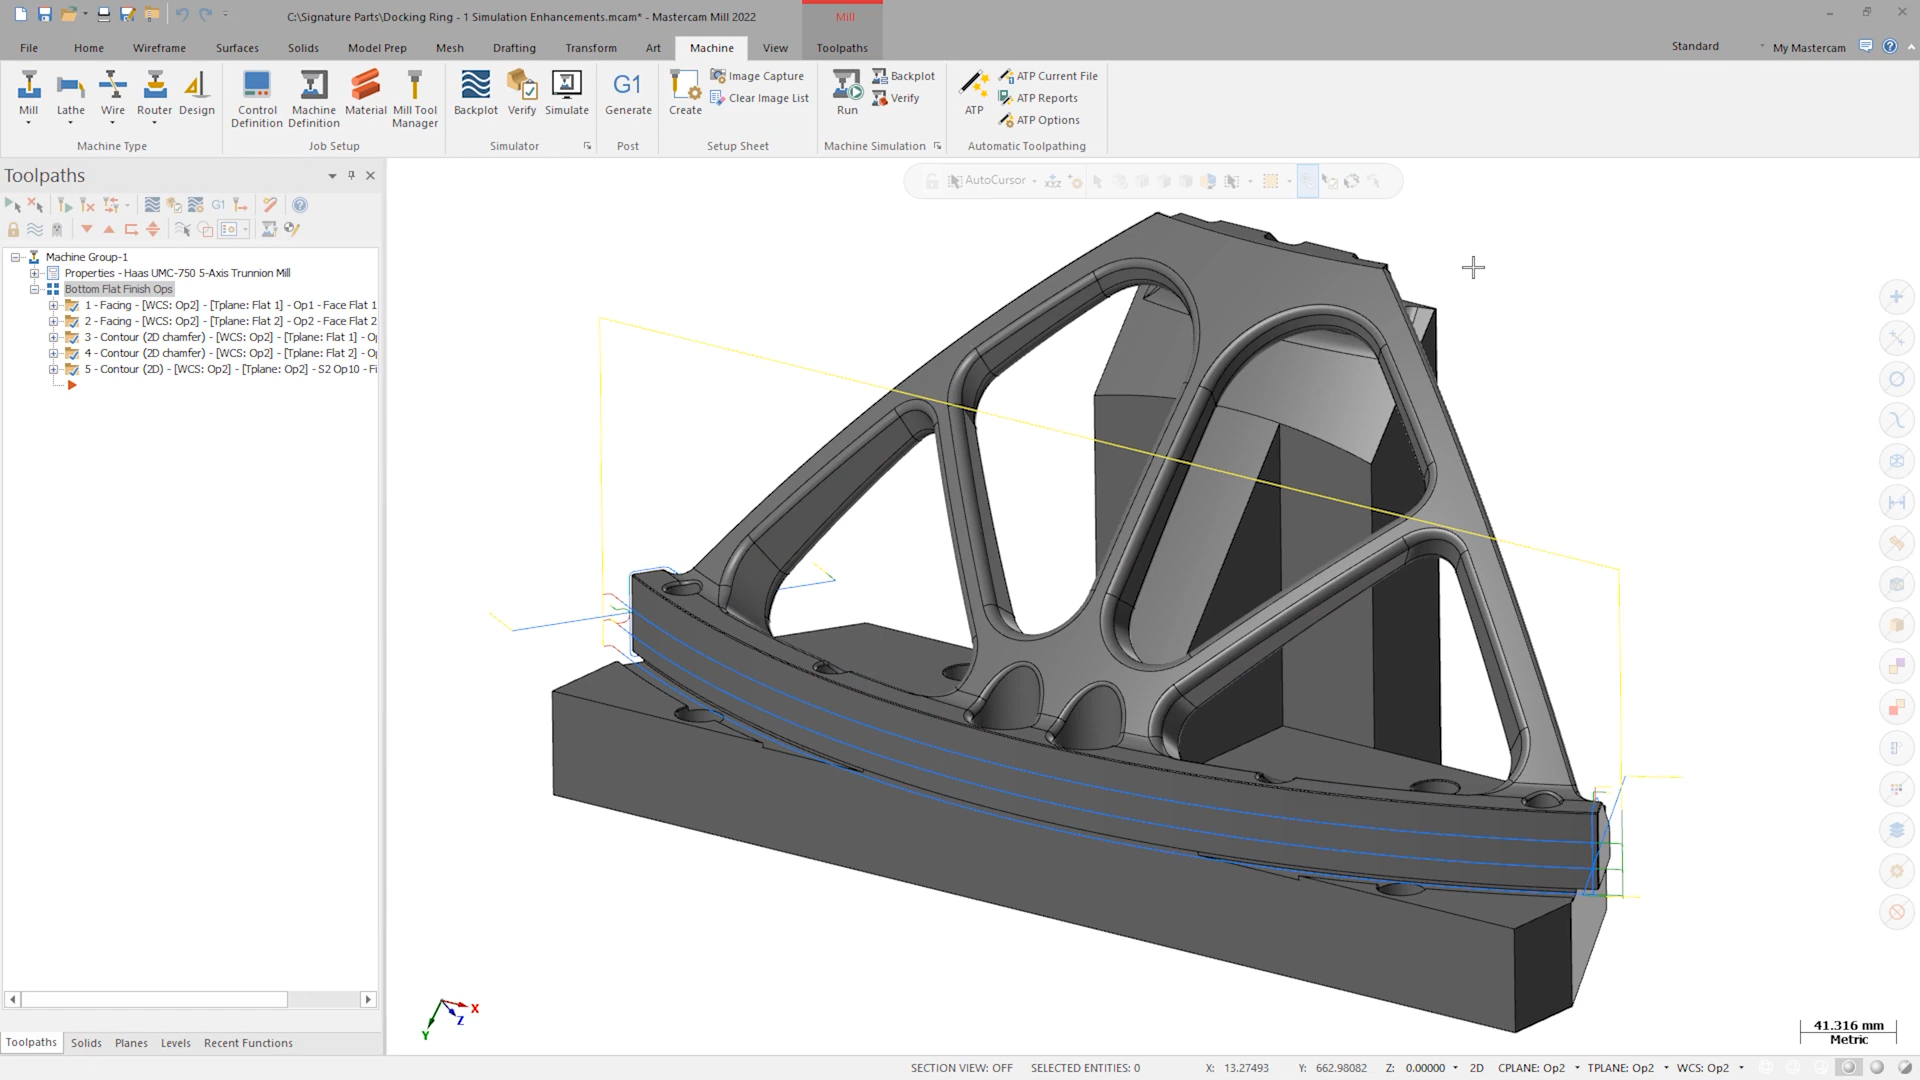 C:\Signature Parts\Docking Ring - 1 Simulation Enhancements.mcam* - Mastercam Mill 2022
Mill
File Home Wireframe Surfaces Solids Model Prep Mesh Drafting Transform Art Machine View Toolpaths
Standard My Mastercam
Mill Lathe Wire Router Design
Machine Type
Control Definition Machine Definition Material Mill Tool Manager
Job Setup
Backplot Verify Simulate
Simulator
G1 Generate
Post
Create Image Capture
Clear Image List
Setup Sheet
Run Backplot
Verify
Machine Simulation
ATP ATP Current File
ATP Reports
ATP Options
Automatic Toolpathing
Toolpaths
AutoCursor
G1
Machine Group-1
Properties - Haas UMC-750 5-Axis Trunnion Mill
Bottom Flat Finish Ops
1 - Facing - [WCS: Op2] - [Tplane: Flat 1] - Op1 - Face Flat 1
2 - Facing - [WCS: Op2] - [Tplane: Flat 2] - Op2 - Face Flat 2
3 - Contour (2D chamfer) - [WCS: Op2] - [Tplane: Flat 1] - O
4 - Contour (2D chamfer) - [WCS: Op2] - [Tplane: Flat 2] - O
5 - Contour (2D) - [WCS: Op2] - [Tplane: Op2] - S2 Op10 - Fi
X
Z
Y
41.316 mm
Metric
Toolpaths Solids Planes Levels Recent Functions
SECTION VIEW: OFF SELECTED ENTITIES: 0 X: 13.27493 Y: 662.98082 Z: 0.00000 2D CPLANE: Op2 TPLANE: Op2 WCS: Op2